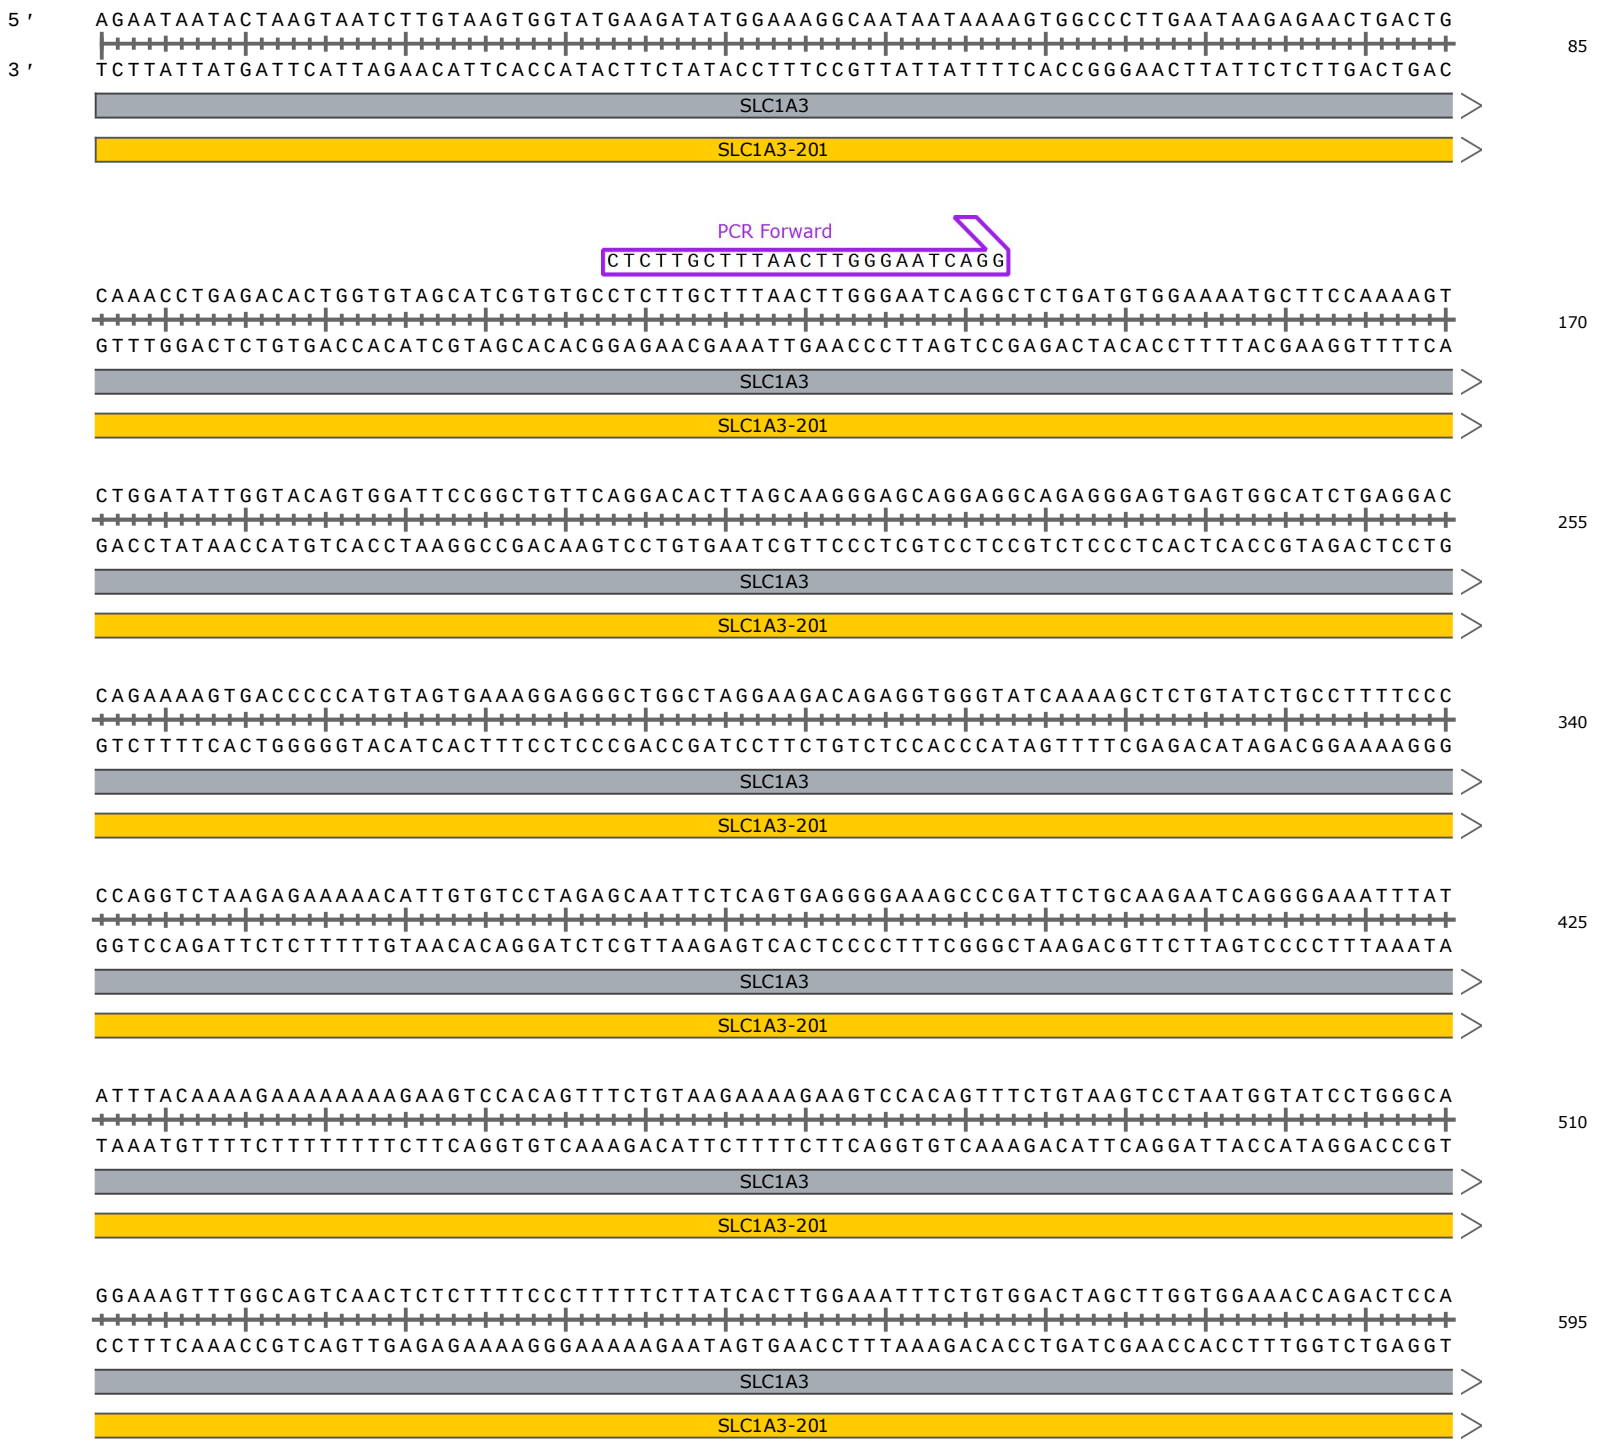 5′ AGAATAATACTAAGTAATCTTGTAAGTGGTATGAAGATATGGAAAGGCAATAATAAAAGTGGCCCTTGAATAAGAGAACTGACTG
85
3′ TCTTATTATGATTCATTAGAACATTCACCATACTTCTATACCTTTCCGTTATTATTTTCACCGGGAACTTATTCTCTTGACTGAC
SLC1A3
SLC1A3-201
PCR Forward
CTCTTGCTTTAACTTGGGAATCAGG
CAAACCTGAGACACTGGTGTAGCATCGTGTGCCTCTTGCTTTAACTTGGGAATCAGGCTCTGATGTGGAAAATGCTTCCAAAAGT
170
GTTTGGACTCTGTGACCACATCGTAGCACACGGAGAACGAAATTGAACCCTTAGTCCGAGACTACACCTTTTACGAAGGTTTTCA
SLC1A3
SLC1A3-201
CTGGATATTGGTACAGTGGATTCCGGCTGTTCAGGACACTTAGCAAGGGAGCAGGAGGCAGAGGGAGTGAGTGGCATCTGAGGAC
255
GACCTATAACCATGTCACCTAAGGCCGACAAGTCCTGTGAATCGTTCCCTCGTCCTCCGTCTCCCTCACTCACCGTAGACTCCTG
SLC1A3
SLC1A3-201
CAGAAAAGTGACCCCCATGTAGTGAAAGGAGGGCTGGCTAGGAAGACAGAGGTGGGTATCAAAAGCTCTGTATCTGCCTTTTCCC
340
GTCTTTTCACTGGGGGTACATCACTTTCCTCCCGACCGATCCTTCTGTCTCCACCCATAGTTTTCGAGACATAGACGGAAAAGGG
SLC1A3
SLC1A3-201
CCAGGTCTAAGAGAAAAACATTGTGTCCTAGAGCAATTCTCAGTGAGGGGAAAGCCCGATTCTGCAAGAATCAGGGGAAATTTAT
425
GGTCCAGATTCTCTTTTTGTAACACAGGATCTCGTTAAGAGTCACTCCCCTTTCGGGCTAAGACGTTCTTAGTCCCCTTTAAATA
SLC1A3
SLC1A3-201
ATTTACAAAAGAAAAAAAAGAAGTCCACAGTTTCTGTAAGAAAAGAAGTCCACAGTTTCTGTAAGTCCTAATGGTATCCTGGGCA
510
TAAATGTTTTCTTTTTTTTCTTCAGGTGTCAAAGACATTCTTTTCTTCAGGTGTCAAAGACATTCAGGATTACCATAGGACCCGT
SLC1A3
SLC1A3-201
GGAAAGTTTGGCAGTCAACTCTCTTTTCCCTTTTTCTTATCACTTGGAAATTTCTGTGGACTAGCTTGGTGGAAACCAGACTCCA
595
CCTTTCAAACCGTCAGTTGAGAGAAAAGGGAAAAAGAATAGTGAACCTTTAAAGACACCTGATCGAACCACCTTTGGTCTGAGGT
SLC1A3
SLC1A3-201